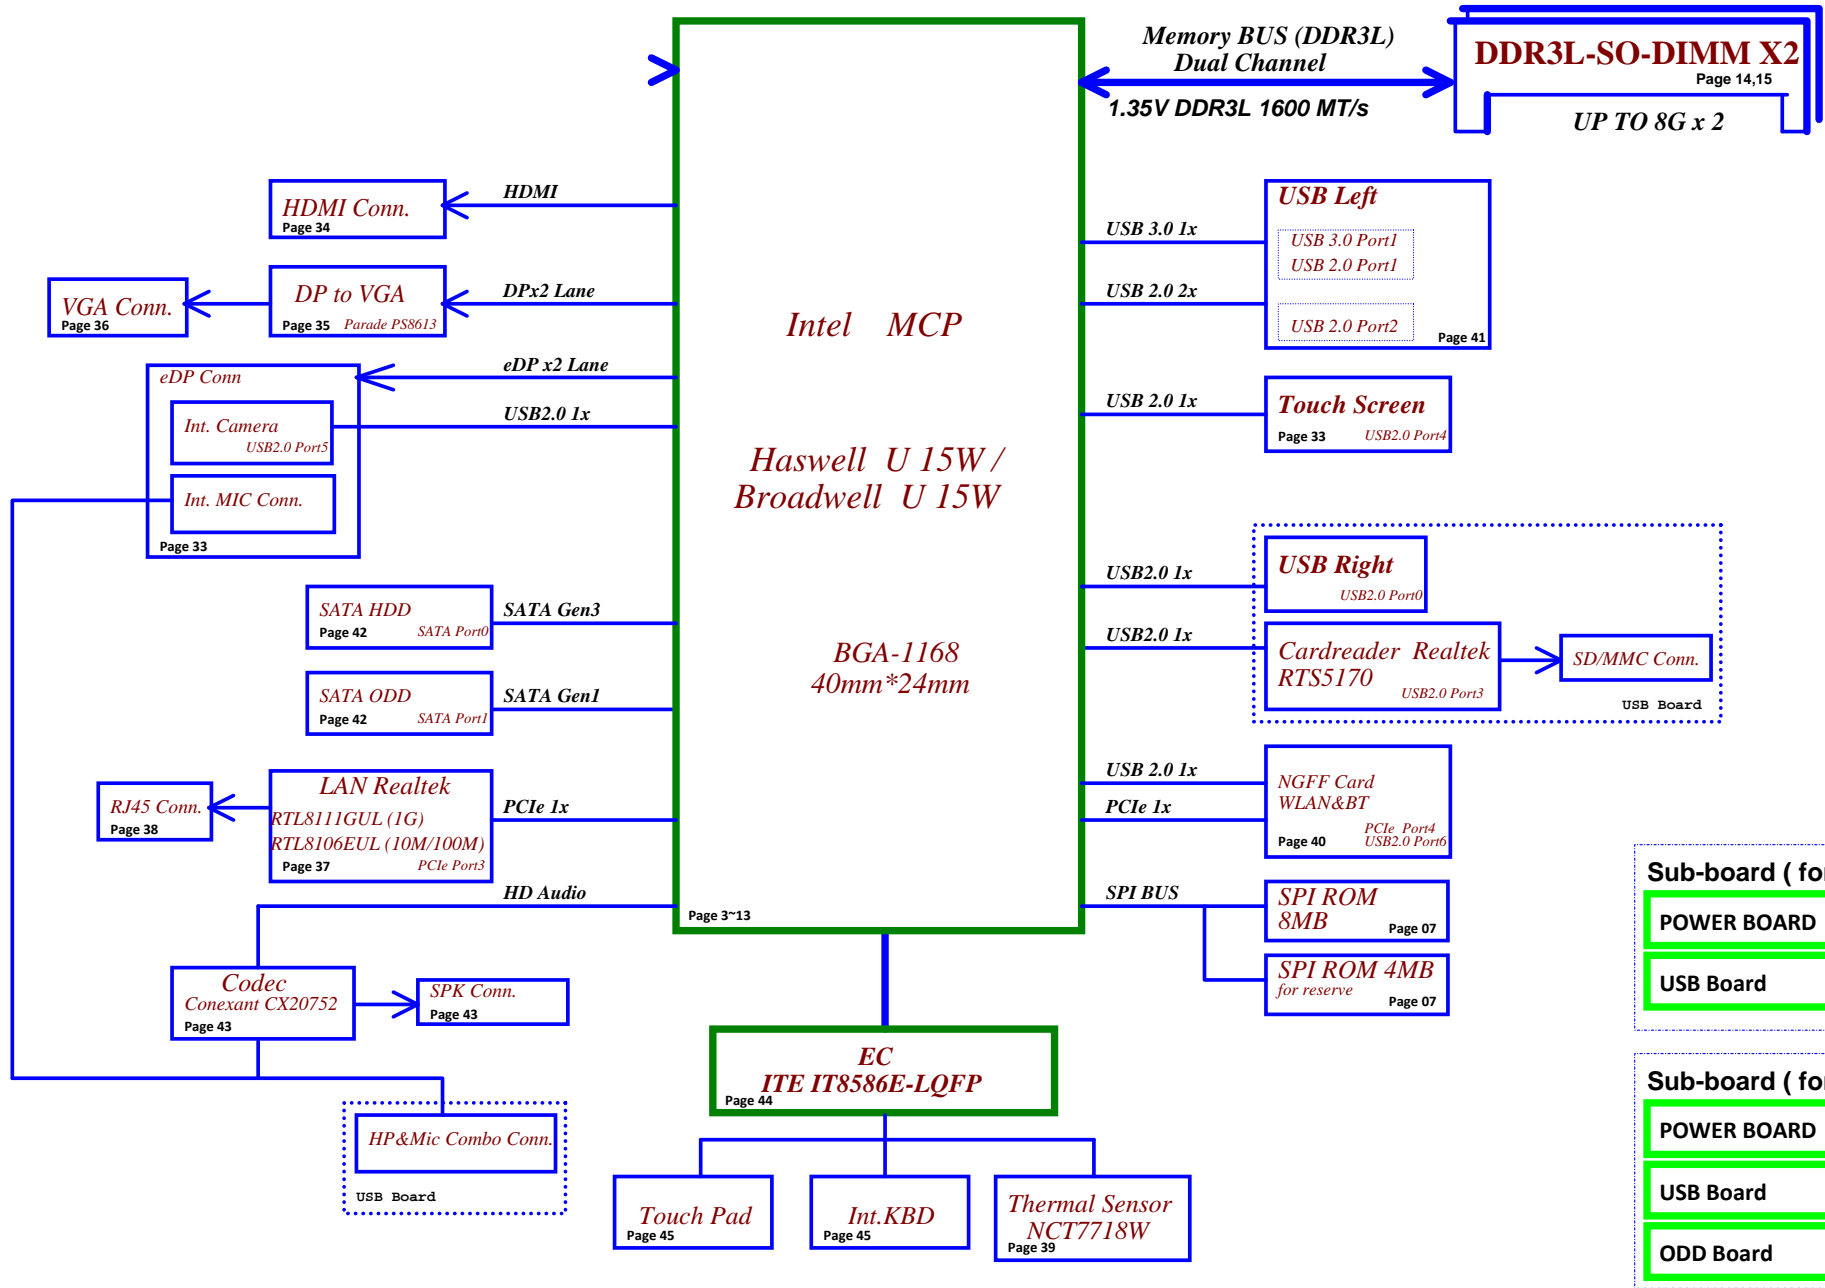 Memory BUS (DDR3L)
Dual Channel
1.35V DDR3L 1600 MT/s
DDR3L-SO-DIMM X2
Page 14,15
UP TO 8G x 2
HDMI Conn.
Page 34
HDMI
VGA Conn.
Page 36
DP to VGA
Page 35 Parade PS8613
DPx2 Lane
eDP Conn
eDP x2 Lane
Int. Camera
USB2.0 Port5
USB2.0 1x
Int. MIC Conn.
Page 33
SATA HDD
Page 42 SATA Port0
SATA Gen3
SATA ODD
Page 42 SATA Port1
SATA Gen1
RJ45 Conn.
Page 38
LAN Realtek
RTL8111GUL (1G)
RTL8106EUL (10M/100M)
Page 37 PCIe Port3
PCIe 1x
HD Audio
Codec
Conexant CX20752
Page 43
SPK Conn.
Page 43
HP&Mic Combo Conn.
USB Board
Intel MCP
Haswell U 15W /
Broadwell U 15W
BGA-1168
40mm*24mm
Page 3~13
EC
ITE IT8586E-LQFP
Page 44
Touch Pad
Page 45
Int.KBD
Page 45
Thermal Sensor
NCT7718W
Page 39
USB 3.0 1x
USB 2.0 2x
USB Left
USB 3.0 Port1
USB 2.0 Port1
USB 2.0 Port2
Page 41
USB 2.0 1x
Touch Screen
Page 33 USB2.0 Port4
USB2.0 1x
USB Right
USB2.0 Port0
USB2.0 1x
Cardreader Realtek
RTS5170
USB2.0 Port3
SD/MMC Conn.
USB Board
USB 2.0 1x
PCIe 1x
NGFF Card
WLAN&BT
PCIe Port4
Page 40 USB2.0 Port6
SPI BUS
SPI ROM
8MB
Page 07
SPI ROM 4MB
for reserve
Page 07
Sub-board ( fo
POWER BOARD
USB Board
Sub-board ( fo
POWER BOARD
USB Board
ODD Board